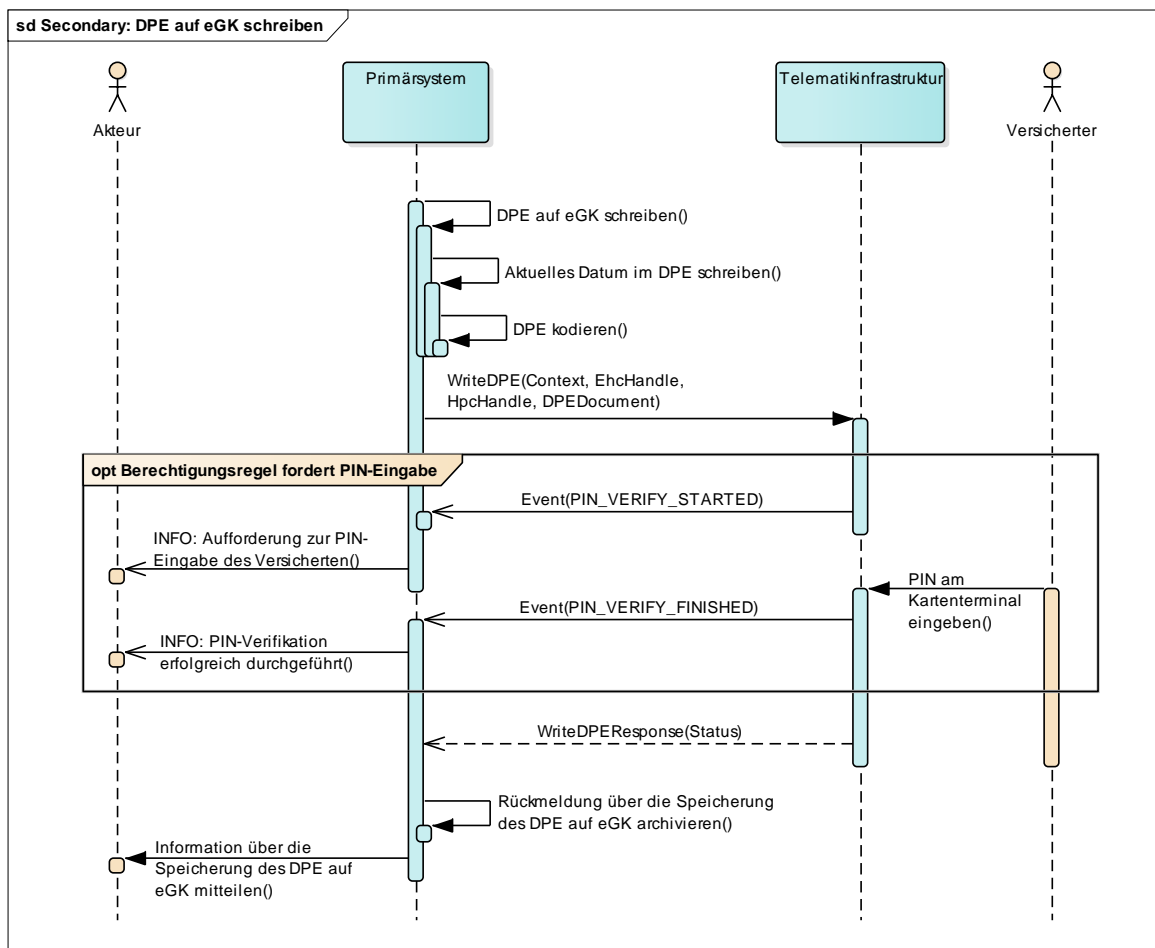 sd Secondary: DPE auf eGK schreiben
Akteur
Primärsystem
Telematikinfrastruktur
Versicherter
DPE auf eGK schreiben()
Aktuelles Datum im DPE schreiben()
DPE kodieren()
WriteDPE(Context, EhcHandle,
HpcHandle, DPEDocument)
opt Berechtigungsregel fordert PIN-Eingabe
Event(PIN_VERIFY_STARTED)
INFO: Aufforderung zur PIN-
Eingabe des Versicherten()
PIN am
Kartenterminal
eingeben()
Event(PIN_VERIFY_FINISHED)
INFO: PIN-Verifikation
erfolgreich durchgeführt()
WriteDPEResponse(Status)
Rückmeldung über die Speicherung
des DPE auf eGK archivieren()
Information über die
Speicherung des DPE auf
eGK mitteilen()